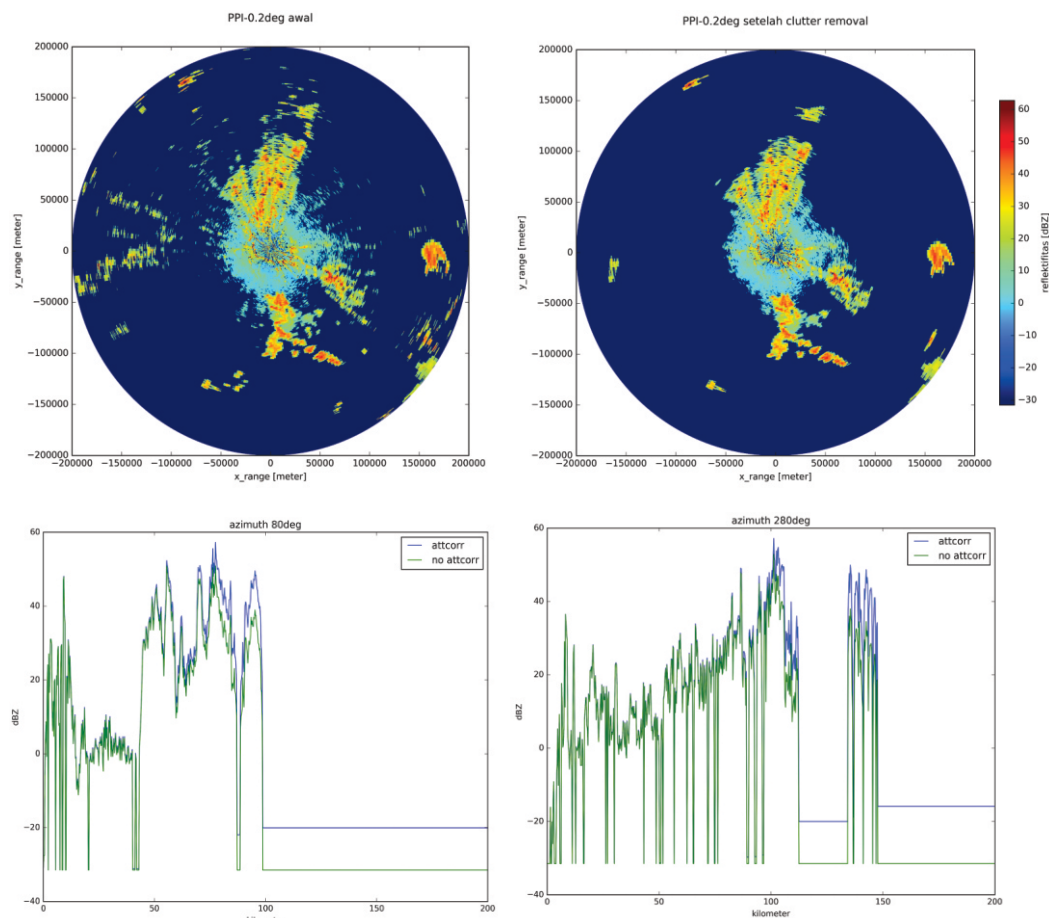 PPI-0.2deg awal
200000
150000
100000
50000
0
−50000
−100000
−150000
−200000
y_range [meter]
−200000 −150000 −100000 −50000 0 50000 100000 150000 200000
x_range [meter]
PPI-0.2deg setelah clutter removal
200000
150000
100000
50000
0
−50000
−100000
−150000
−200000
y_range [meter]
−200000 −150000 −100000 −50000 0 50000 100000 150000 200000
x_range [meter]
60
50
40
30
20
10
0
−10
−20
−30
reflektifitas [dBZ]
azimuth 80deg
attcorr
no attcorr
60
40
20
0
−20
−40
dBZ
0 50 100 150 200
azimuth 280deg
attcorr
no attcorr
60
40
20
0
−20
−40
dBZ
0 50 100 150 200
kilometer